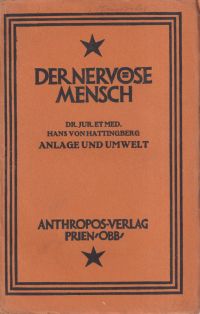 DER NERVÖSE
MENSCH
DR. JUR. ET MED.
HANS VON HATTINGBERG
ANLAGE UND UMWELT
ANTHROPOS-VERLAG
PRIEN/OBB/